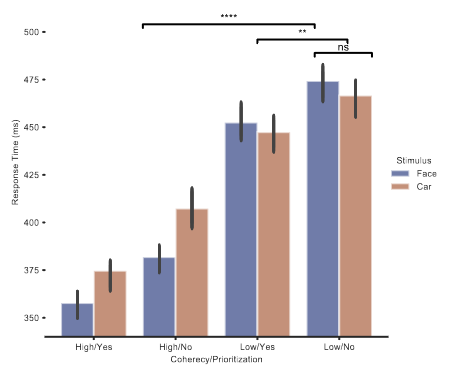 ****
**
ns
500
475
450
425
400
375
350
Response Time (ms)
High/Yes
High/No
Low/Yes
Low/No
Coherecy/Prioritization
Stimulus
Face
Car